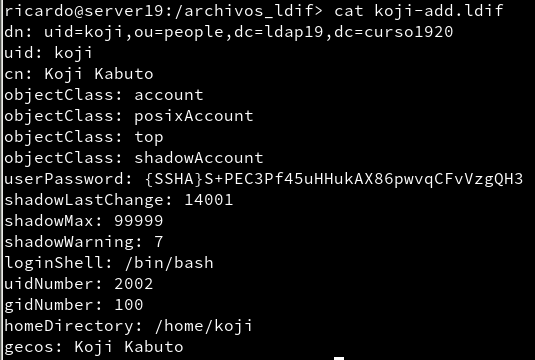 ricardo@server19:/archivos_ldif> cat koji-add.ldif
dn: uid=koji,ou=people,dc=ldap19,dc=curso1920
uid: koji
cn: Koji Kabuto
objectClass: account
objectClass: posixAccount
objectClass: top
objectClass: shadowAccount
userPassword: {SSHA}S+PEC3Pf45uHHukAX86pwvqCFvVzgQH3
shadowLastChange: 14001
shadowMax: 99999
shadowWarning: 7
loginShell: /bin/bash
uidNumber: 2002
gidNumber: 100
homeDirectory: /home/koji
gecos: Koji Kabuto